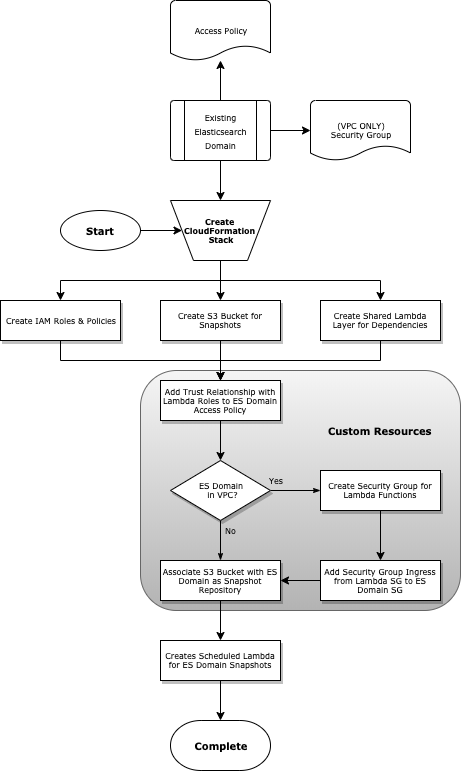 Access Policy
Existing
Elasticsearch
Domain
(VPC ONLY)
Security Group
Create
CloudFormation
Stack
Start
Create IAM Roles & Policies
Create S3 Bucket for
Snapshots
Create Shared Lambda
Layer for Dependencies
Add Trust Relationship with
Lambda Roles to ES Domain
Access Policy
Custom Resources
ES Domain
in VPC?
Yes
Create Security Group for
Lambda Functions
No
Associate S3 Bucket with ES
Domain as Snapshot
Repository
Add Security Group Ingress
from Lambda SG to ES
Domain SG
Creates Scheduled Lambda
for ES Domain Snapshots
Complete